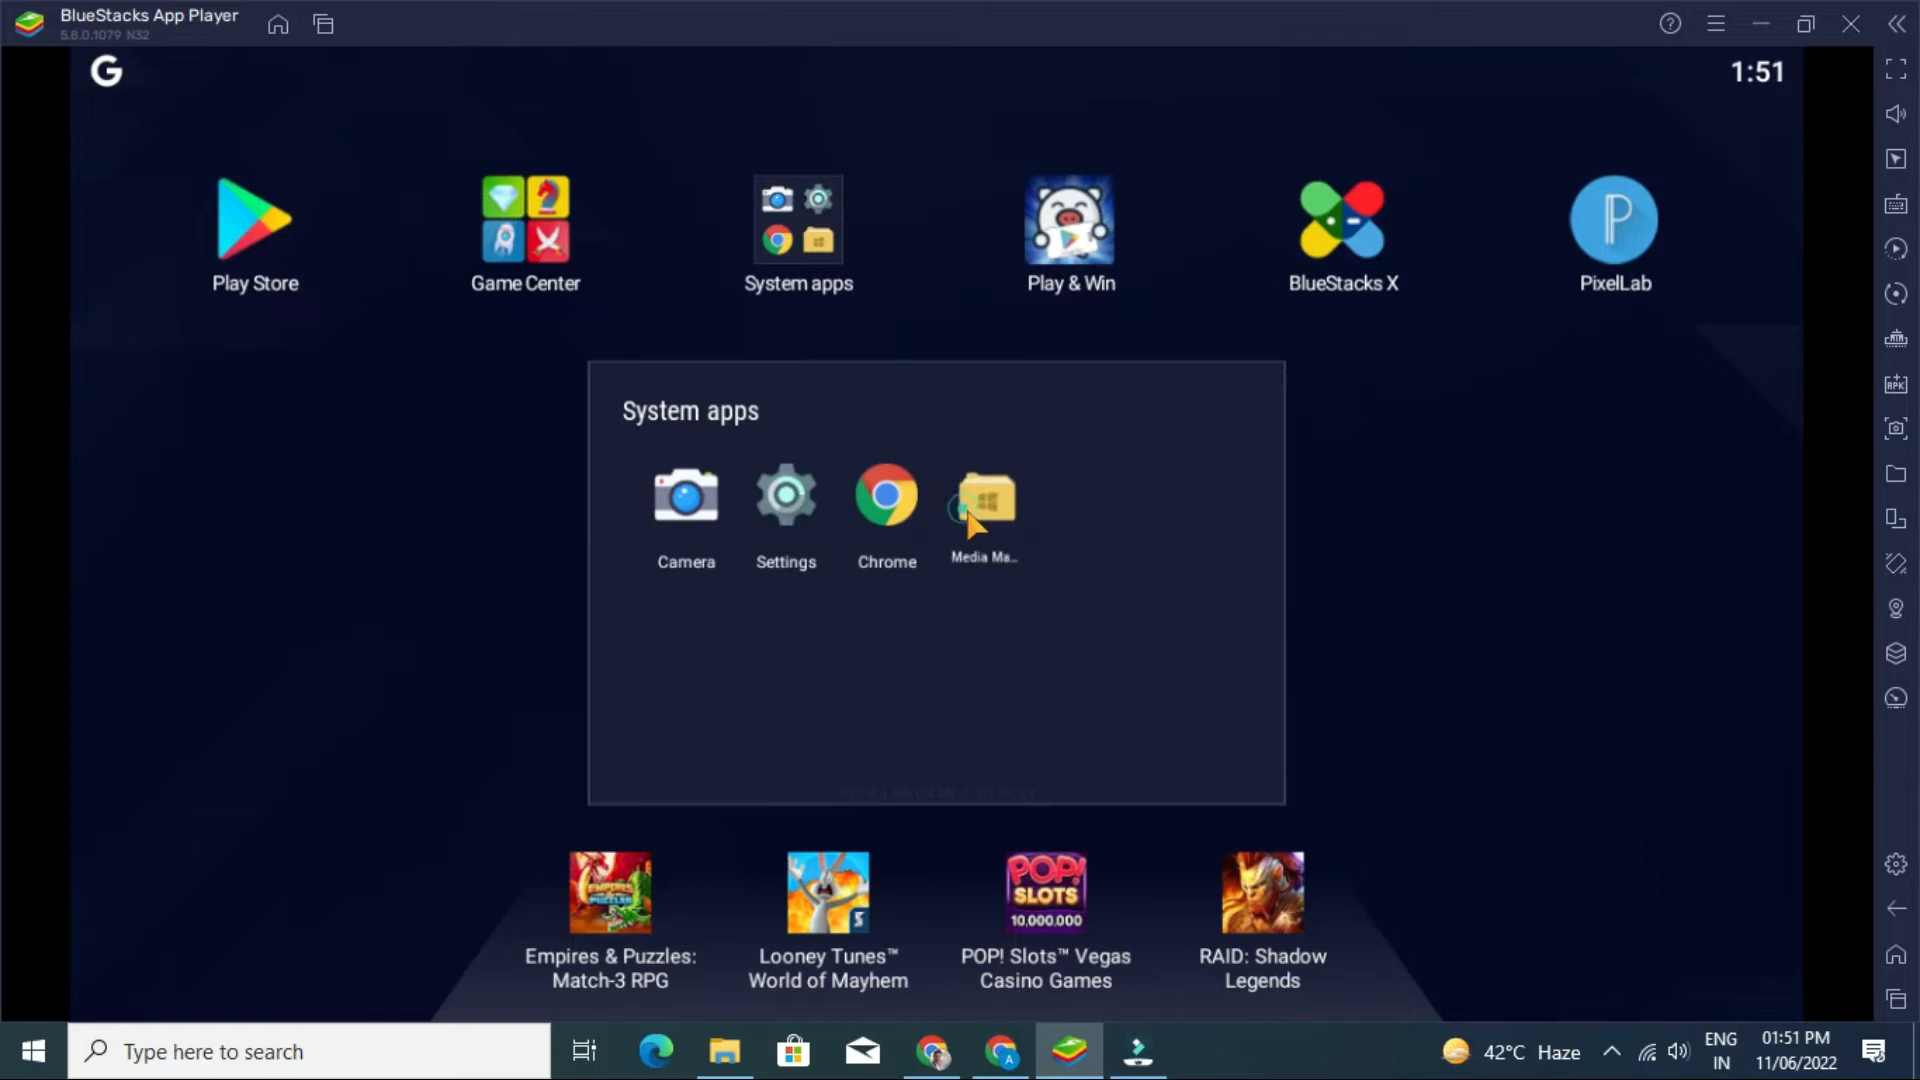 BlueStacks App Player
5.8.0.1079 N32
G
1:51
Play Store
Game Center
System apps
Play & Win
BlueStacks X
PixelLab
System apps
Camera
Settings
Chrome
Media Ma...
POP!
SLOTS
10,000,000
EMPIRES
PUZZLES
Empires & Puzzles:
Match-3 RPG
Looney Tunes™
World of Mayhem
POP! Slots™ Vegas
Casino Games
RAID: Shadow
Legends
Type here to search
A
42°C Haze
ENG
IN
01:51 PM
11/06/2022